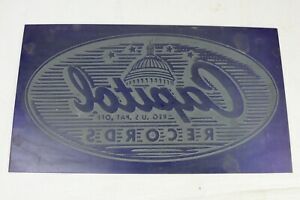 Capitol
REG. U.S. PAT. OFF.
RECORDS